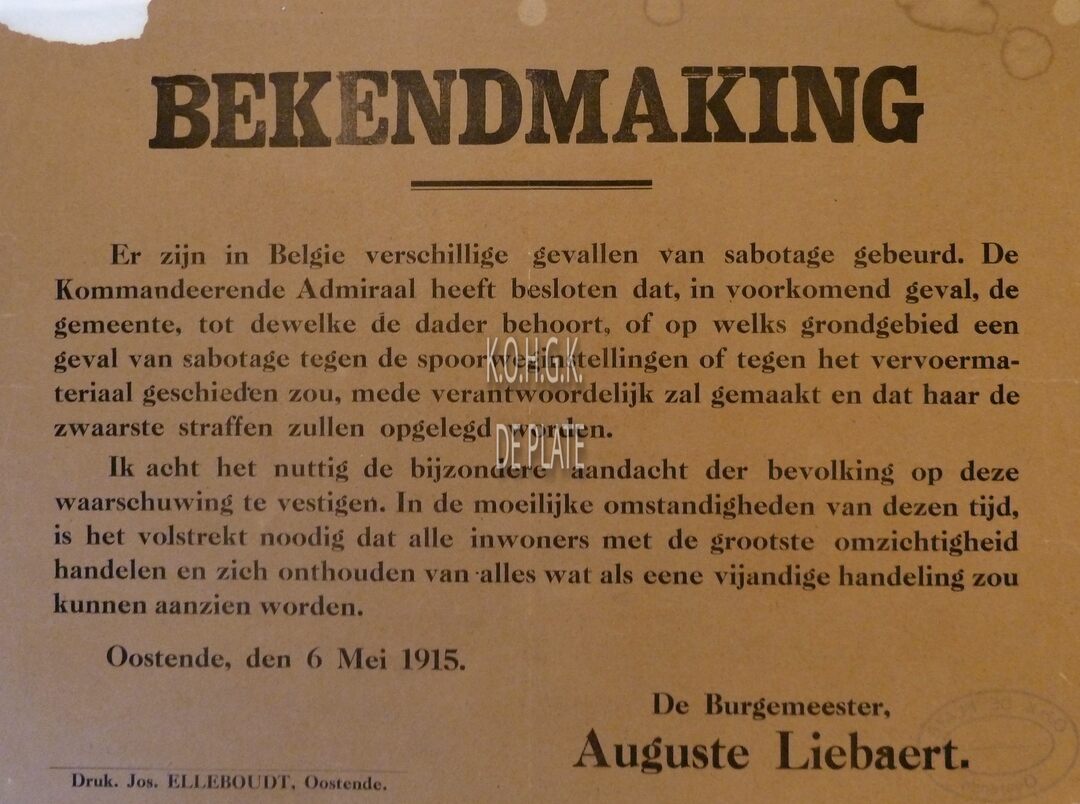 BEKENDMAKING
Er zijn in Belgie verschillige gevallen van sabotage gebeurd. De
Kommandeerende Admiraal heeft besloten dat, in voorkomend geval, de
gemeente, tot dewelke de dader behoort, of op welks grondgebied een
geval van sabotage tegen de spoorweginstellingen of tegen het vervoerma-
teriaal geschieden zou, mede verantwoordelijk zal gemaakt en dat haar de
zwaarste straffen zullen opgelegd worden.
Ik acht het nuttig de bijzondere aandacht der bevolking op deze
waarschuwing te vestigen. In de moeilijke omstandigheden van dezen tijd,
is het volstrekt noodig dat alle inwoners met de grootste omzichtigheid
handelen en zich onthouden van alles wat als eene vijandige handeling zou
kunnen aanzien worden.
Oostende, den 6 Mei 1915.
De Burgemeester,
Auguste Liebaert.
Druk. Jos. ELLEBOUDT, Oostende.
K.O.H.G.K.
DE PLATE